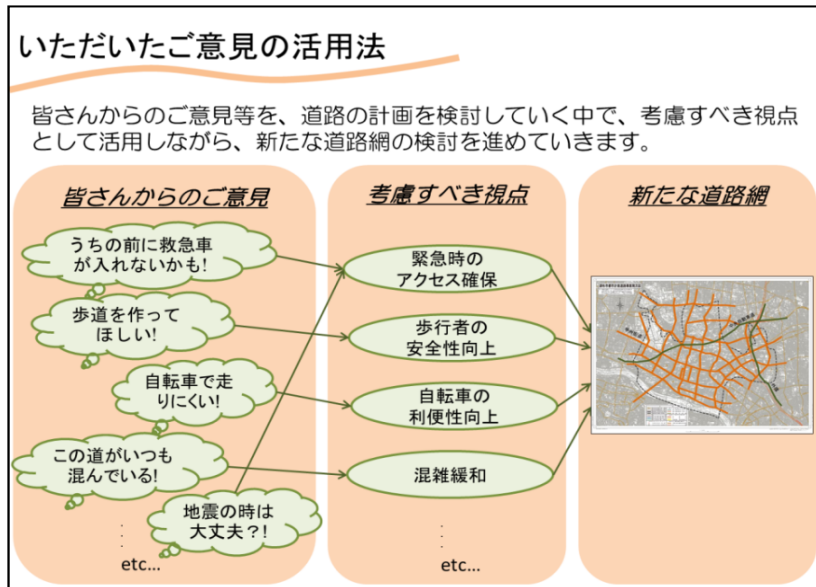 いただいたご意見の活用法
皆さんからのご意見等を、道路の計画を検討していく中で、考慮すべき視点
として活用しながら、新たな道路網の検討を進めていきます。
皆さんからのご意見
うちの前に救急車
が入れないかも!
歩道を作って
ほしい!
自転車で走
りにくい!
この道がいつも
混んでいる!
地震の時は
大丈夫?!
etc...
考慮すべき視点
緊急時の
アクセス確保
歩行者の
安全性向上
自転車の
利便性向上
混雑緩和
etc...
新たな道路網